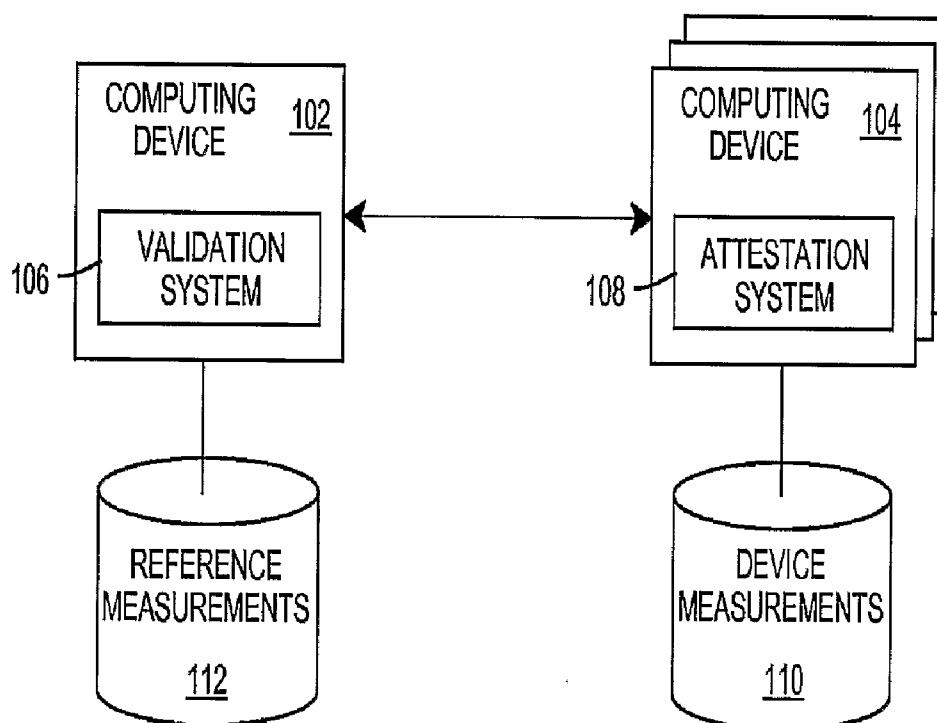 COMPUTING
DEVICE
102
VALIDATION
SYSTEM
106
COMPUTING
DEVICE
104
ATTESTATION
SYSTEM
108
REFERENCE
MEASUREMENTS
112
DEVICE
MEASUREMENTS
110